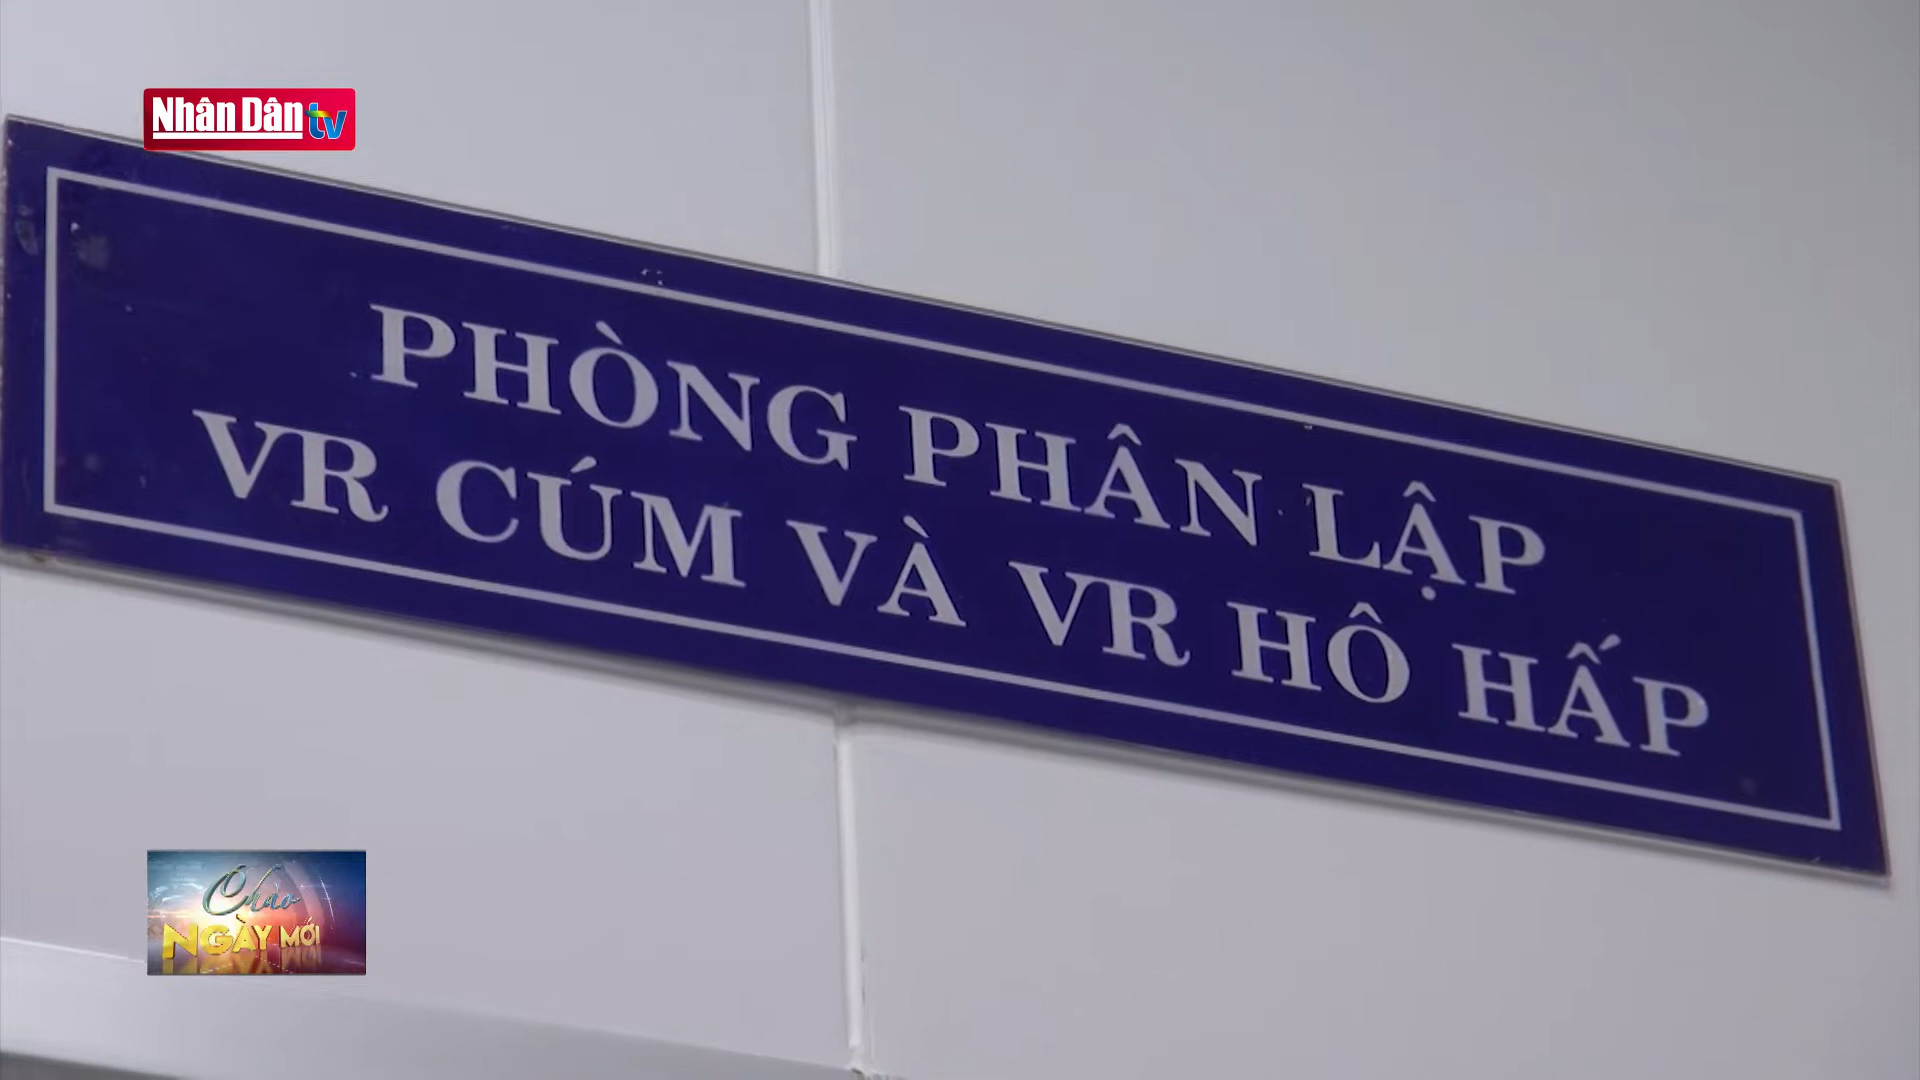 Nhân Dân tv
PHÒNG PHÂN LẬP
VR CÚM VÀ VR HÔ HẤP
Chào
NGÀY MỚI